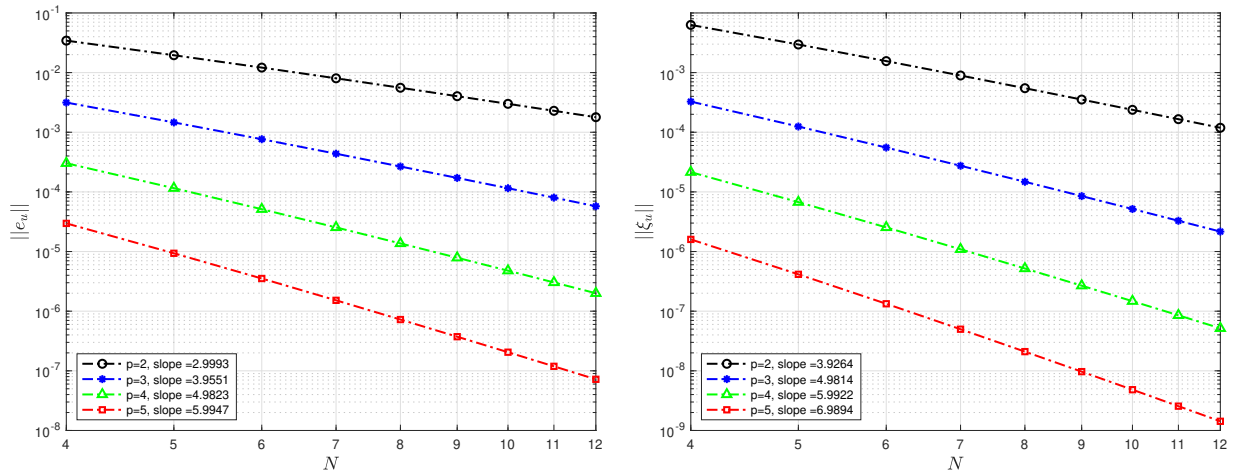 10^{-1}
10^{-2}
10^{-3}
10^{-4}
10^{-5}
10^{-6}
10^{-7}
10^{-8}
||e_u||
p=2, slope =2.9993
p=3, slope =3.9551
p=4, slope =4.9823
p=5, slope =5.9947
4 5 6 7 8 9 10 11 12
N
10^{-3}
10^{-4}
10^{-5}
10^{-6}
10^{-7}
10^{-8}
10^{-9}
||ξ_u||
p=2, slope =3.9264
p=3, slope =4.9814
p=4, slope =5.9922
p=5, slope =6.9894
4 5 6 7 8 9 10 11 12
N